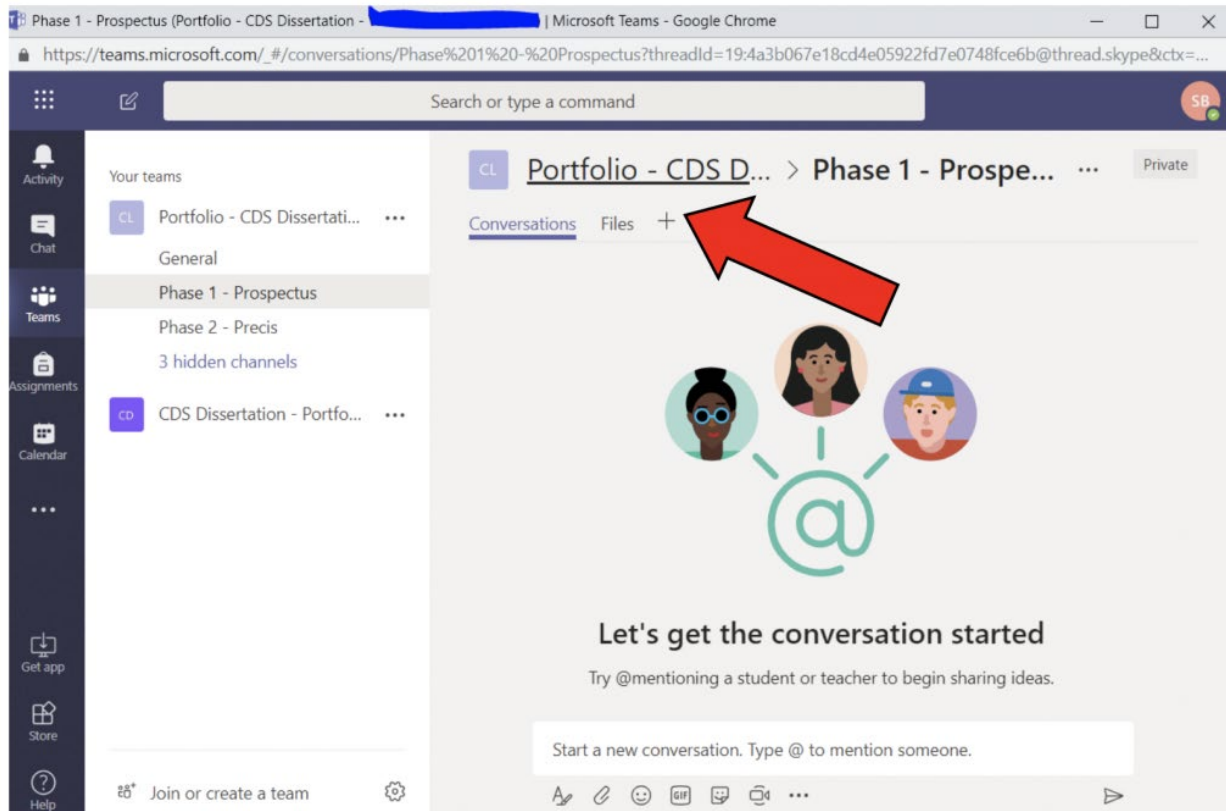 Phase 1 - Prospectus (Portfolio - CDS Dissertation - | Microsoft Teams - Google Chrome
https://teams.microsoft.com/_#/conversations/Phase%201%20-%20Prospectus?threadId=19:4a3b067e18cd4e05922fd7e0748fce6b@thread.skype&ctx=...
Search or type a command
SB
Activity
Chat
Teams
Assignments
Calendar
Get app
Store
Help
Your teams
CL Portfolio - CDS Dissertati...
General
Phase 1 - Prospectus
Phase 2 - Precis
3 hidden channels
CD CDS Dissertation - Portfo...
Join or create a team
CL Portfolio - CDS D... > Phase 1 - Prospe... ... Private
Conversations Files +
@
Let's get the conversation started
Try @mentioning a student or teacher to begin sharing ideas.
Start a new conversation. Type @ to mention someone.
GIF